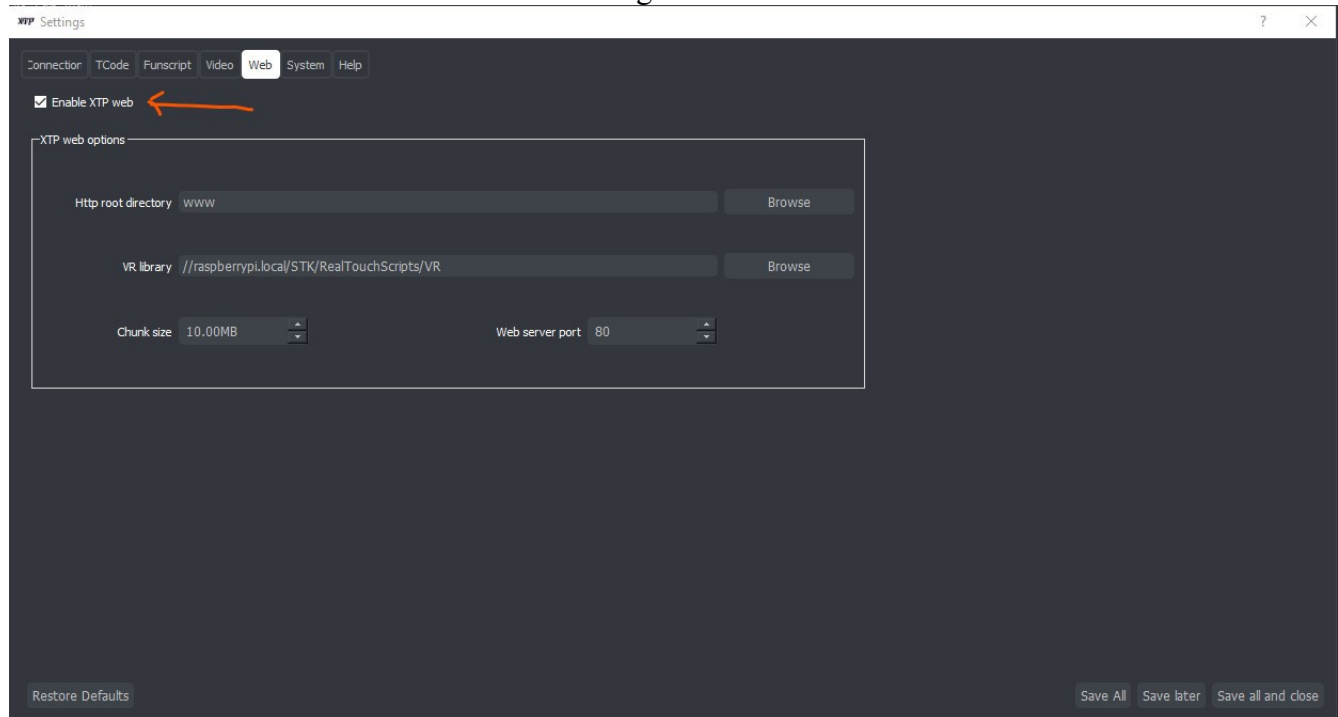 XTP Settings ? ×
Connection TCode Funscript Video Web System Help
Enable XTP web
XTP web options
Http root directory www Browse
VR library //raspberrypi.local/STK/RealTouchScripts/VR Browse
Chunk size 10.00MB Web server port 80
Restore Defaults Save All Save later Save all and close